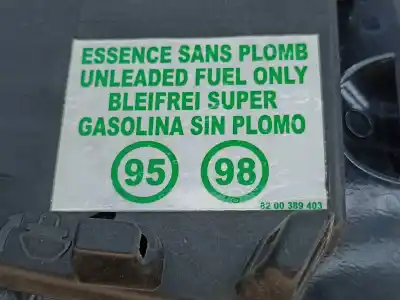 ESSENCE SANS PLOMB
UNLEADED FUEL ONLY
BLEIFREI SUPER
GASOLINA SIN PLOMO
95 98
82 00 389 403